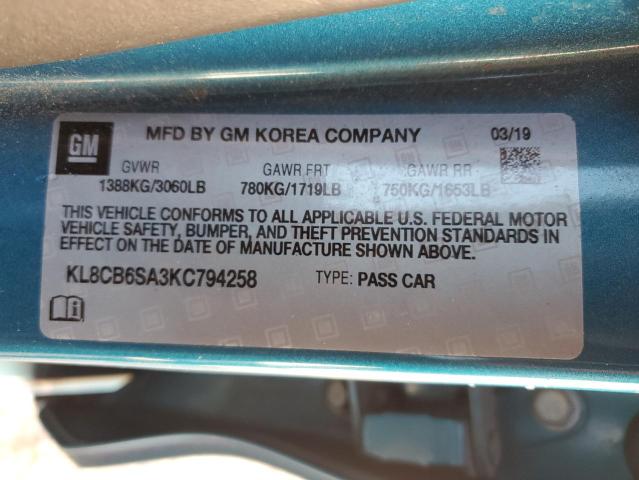 GM MFD BY GM KOREA COMPANY 03/19
GVWR GAWR FRT GAWR RR
1388KG/3060LB 780KG/1719LB 750KG/1653LB
THIS VEHICLE CONFORMS TO ALL APPLICABLE U.S. FEDERAL MOTOR
VEHICLE SAFETY, BUMPER, AND THEFT PREVENTION STANDARDS IN
EFFECT ON THE DATE OF MANUFACTURE SHOWN ABOVE.
KL8CB6SA3KC794258 TYPE: PASS CAR